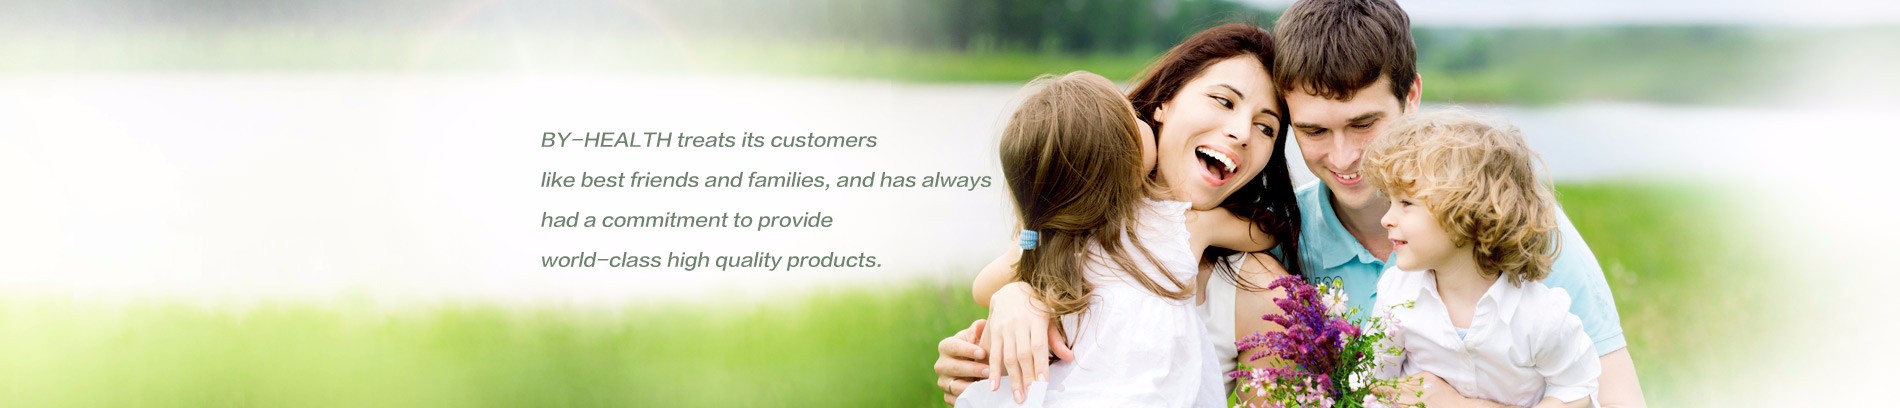 BY-HEALTH treats its customers
like best friends and families, and has always
had a commitment to provide
world-class high quality products.